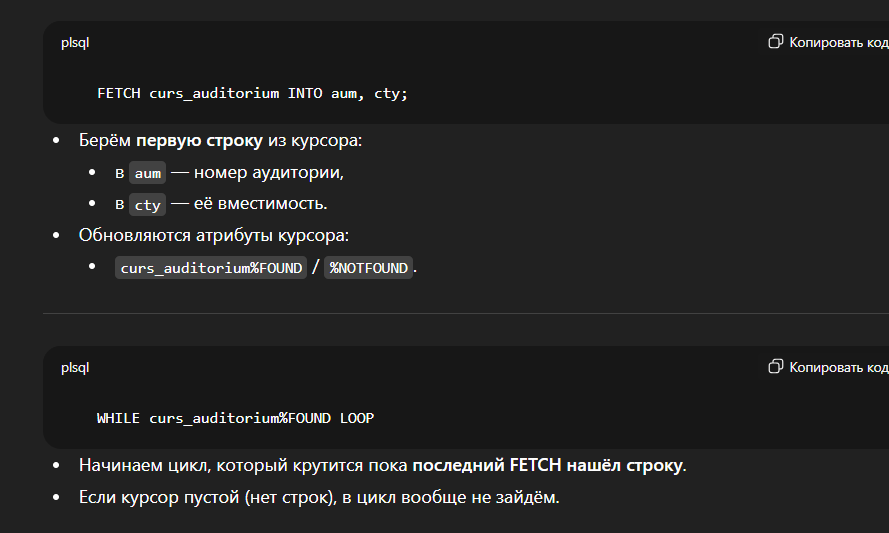 plsql
Копировать код
FETCH curs_auditorium INTO aum, cty;
• Берём первую строку из курсора:
• в aum — номер аудитории,
• в cty — её вместимость.
• Обновляются атрибуты курсора:
• curs_auditorium%FOUND / %NOTFOUND.
plsql
Копировать код
WHILE curs_auditorium%FOUND LOOP
• Начинаем цикл, который крутится пока последний FETCH нашёл строку.
• Если курсор пустой (нет строк), в цикл вообще не зайдём.